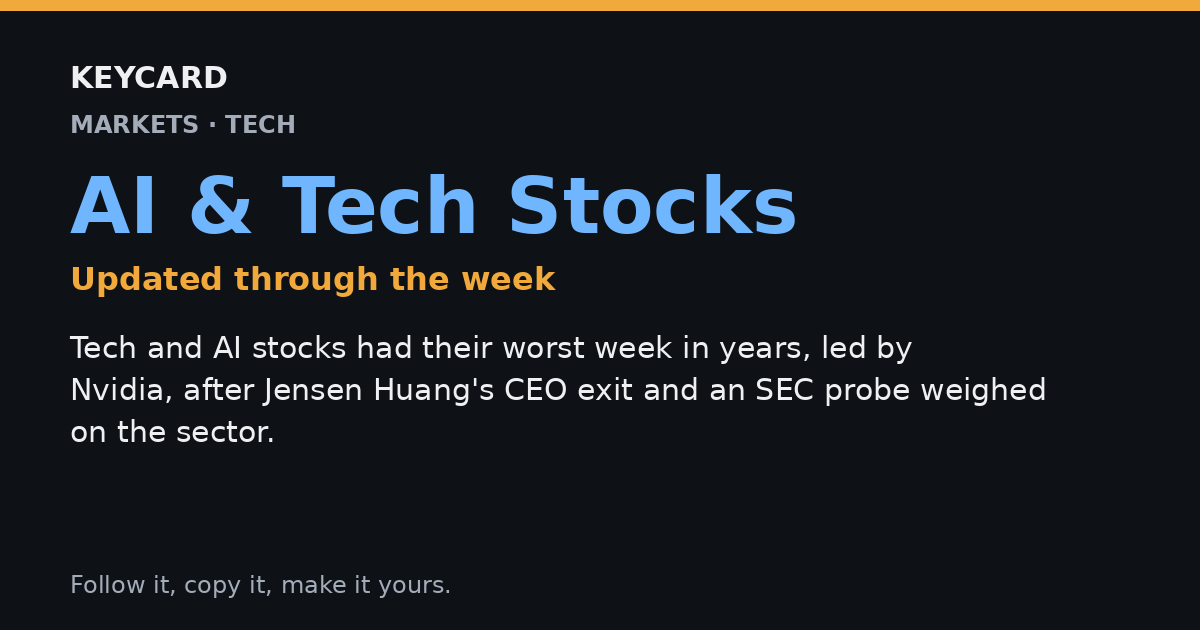 KEYCARD
MARKETS · TECH
AI & Tech Stocks
Updated through the week
Tech and AI stocks had their worst week in years, led by
Nvidia, after Jensen Huang's CEO exit and an SEC probe weighed
on the sector.
Follow it, copy it, make it yours.